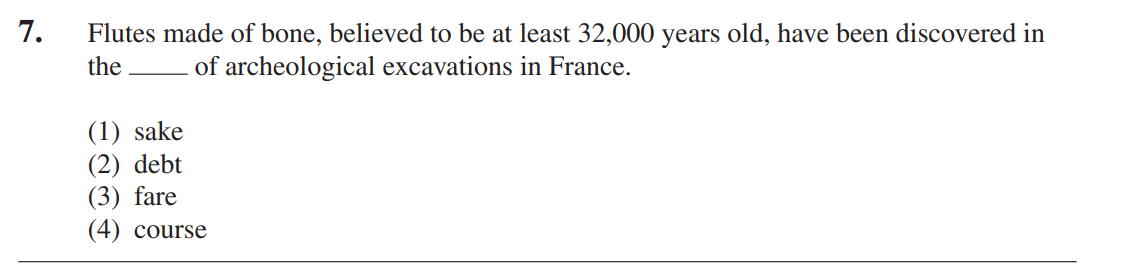 7. Flutes made of bone, believed to be at least 32,000 years old, have been discovered in
the ____ of archeological excavations in France.
(1) sake
(2) debt
(3) fare
(4) course